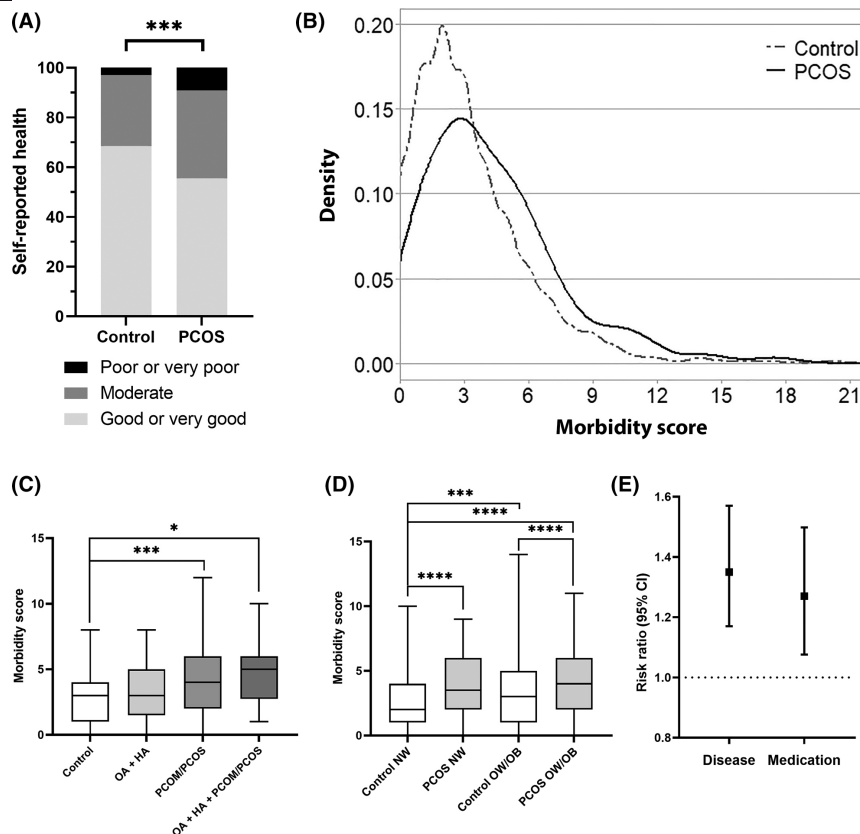 (A)
***
Self-reported health
100
80
60
40
20
0
Control PCOS
Poor or very poor
Moderate
Good or very good
(B)
Density
0.20
0.15
0.10
0.05
0.00
Control
PCOS
0 3 6 9 12 15 18 21
Morbidity score
(C)
*
***
Morbidity score
15
10
5
0
Control
OA + HA
PCOM/PCOS
OA + HA + PCOM/PCOS
(D)
***
****
****
****
Morbidity score
15
10
5
0
Control NW
PCOS NW
Control OW/OB
PCOS OW/OB
(E)
Risk ratio (95% CI)
1.6
1.4
1.2
1.0
0.8
Disease Medication